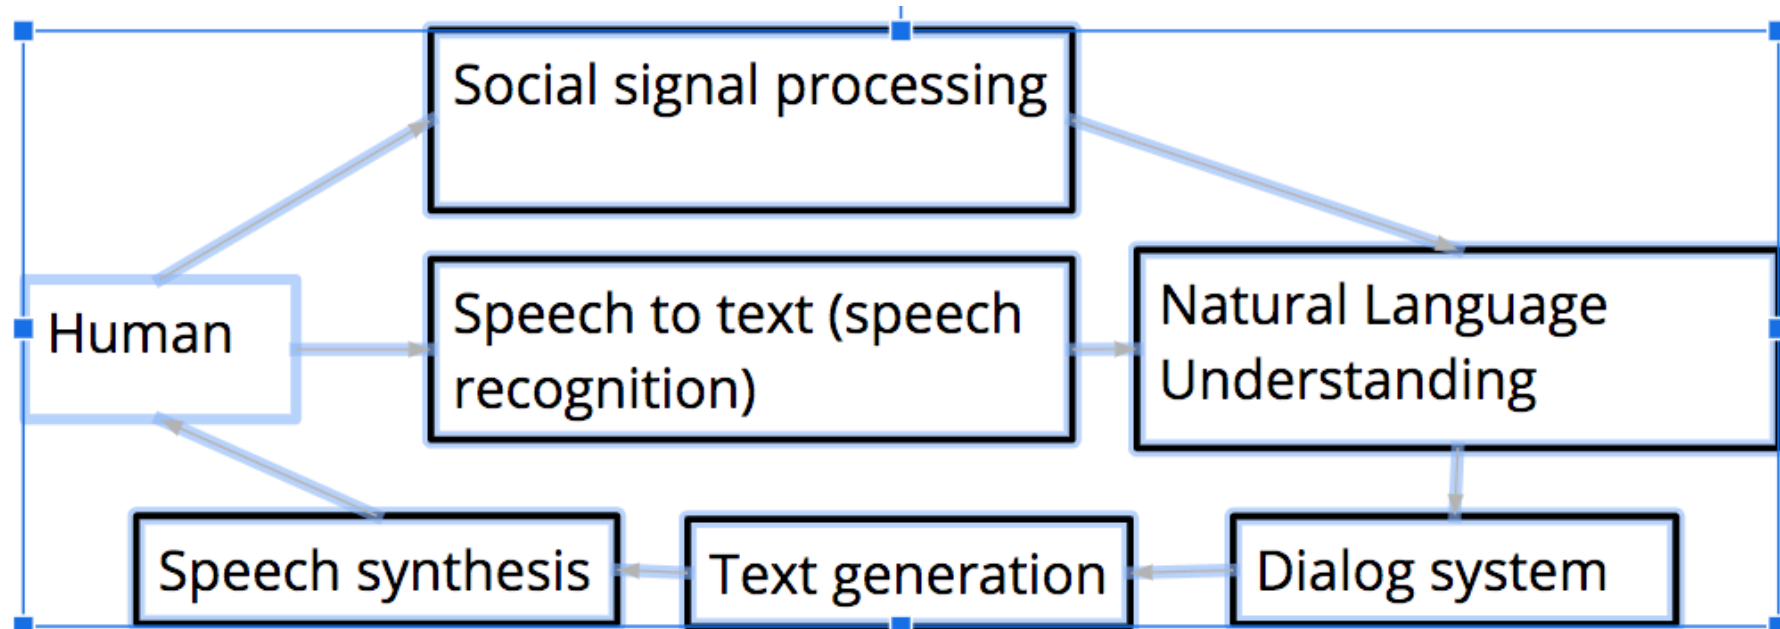 Social signal processing
Human
Speech to text (speech
recognition)
Natural Language
Understanding
Speech synthesis
Text generation
Dialog system